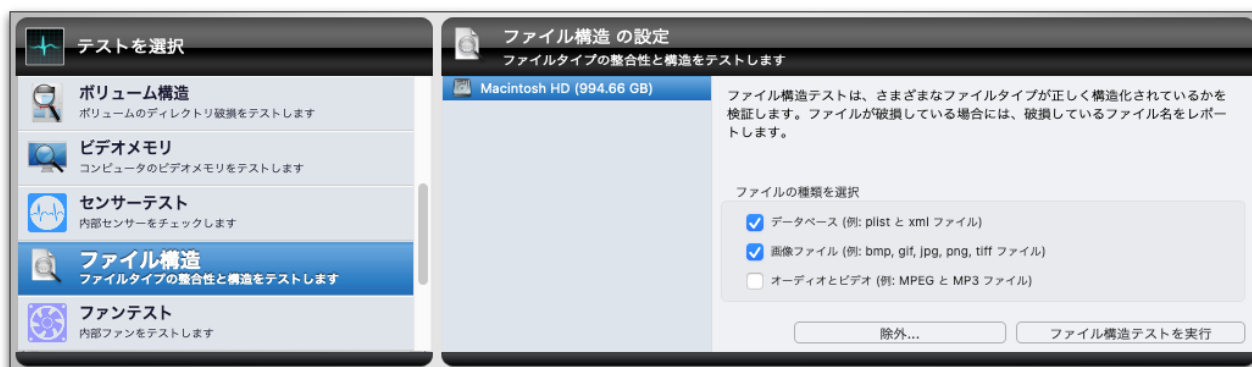 テストを選択
ボリューム構造
ボリュームのディレクトリ破損をテストします
ビデオメモリ
コンピュータのビデオメモリをテストします
センサーテスト
内部センサーをチェックします
ファイル構造
ファイルタイプの整合性と構造をテストします
ファンテスト
内部ファンをテストします
ファイル構造 の設定
ファイルタイプの整合性と構造をテストします
Macintosh HD (994.66 GB)
ファイル構造テストは、さまざまなファイルタイプが正しく構造化されているかを
検証します。ファイルが破損している場合には、破損しているファイル名をレポー
トします。
ファイルの種類を選択
データベース (例: plist と xml ファイル)
画像ファイル (例: bmp, gif, jpg, png, tiff ファイル)
オーディオとビデオ (例: MPEG と MP3 ファイル)
除外...
ファイル構造テストを実行